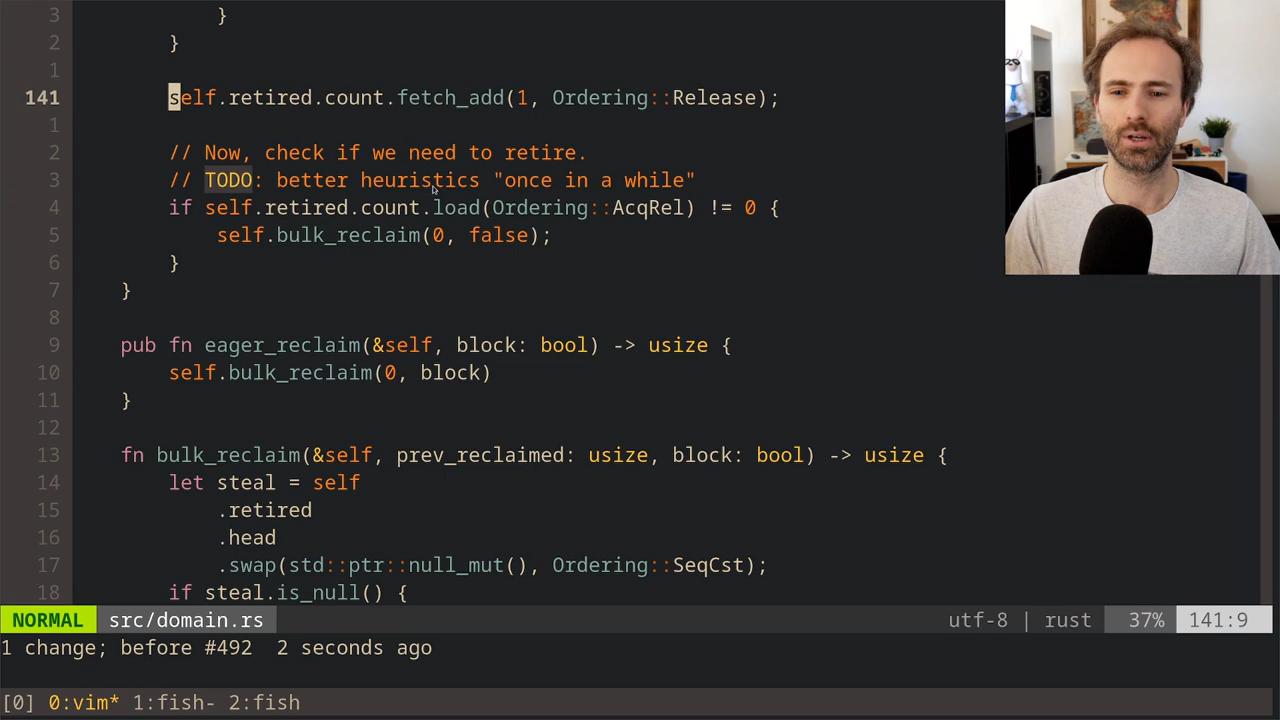 3 }
2 }
1
141 self.retired.count.fetch_add(1, Ordering::Release);
1
2 // Now, check if we need to retire.
3 // TODO: better heuristics "once in a while"
4 if self.retired.count.load(Ordering::AcqRel) != 0 {
5 self.bulk_reclaim(0, false);
6 }
7 }
8
9 pub fn eager_reclaim(&self, block: bool) -> usize {
10 self.bulk_reclaim(0, block)
11 }
12
13 fn bulk_reclaim(&self, prev_reclaimed: usize, block: bool) -> usize {
14 let steal = self
15 .retired
16 .head
17 .swap(std::ptr::null_mut(), Ordering::SeqCst);
18 if steal.is_null() {
NORMAL src/domain.rs utf-8 | rust 37% 141:9
1 change; before #492 2 seconds ago
[0] 0:vim* 1:fish- 2:fish